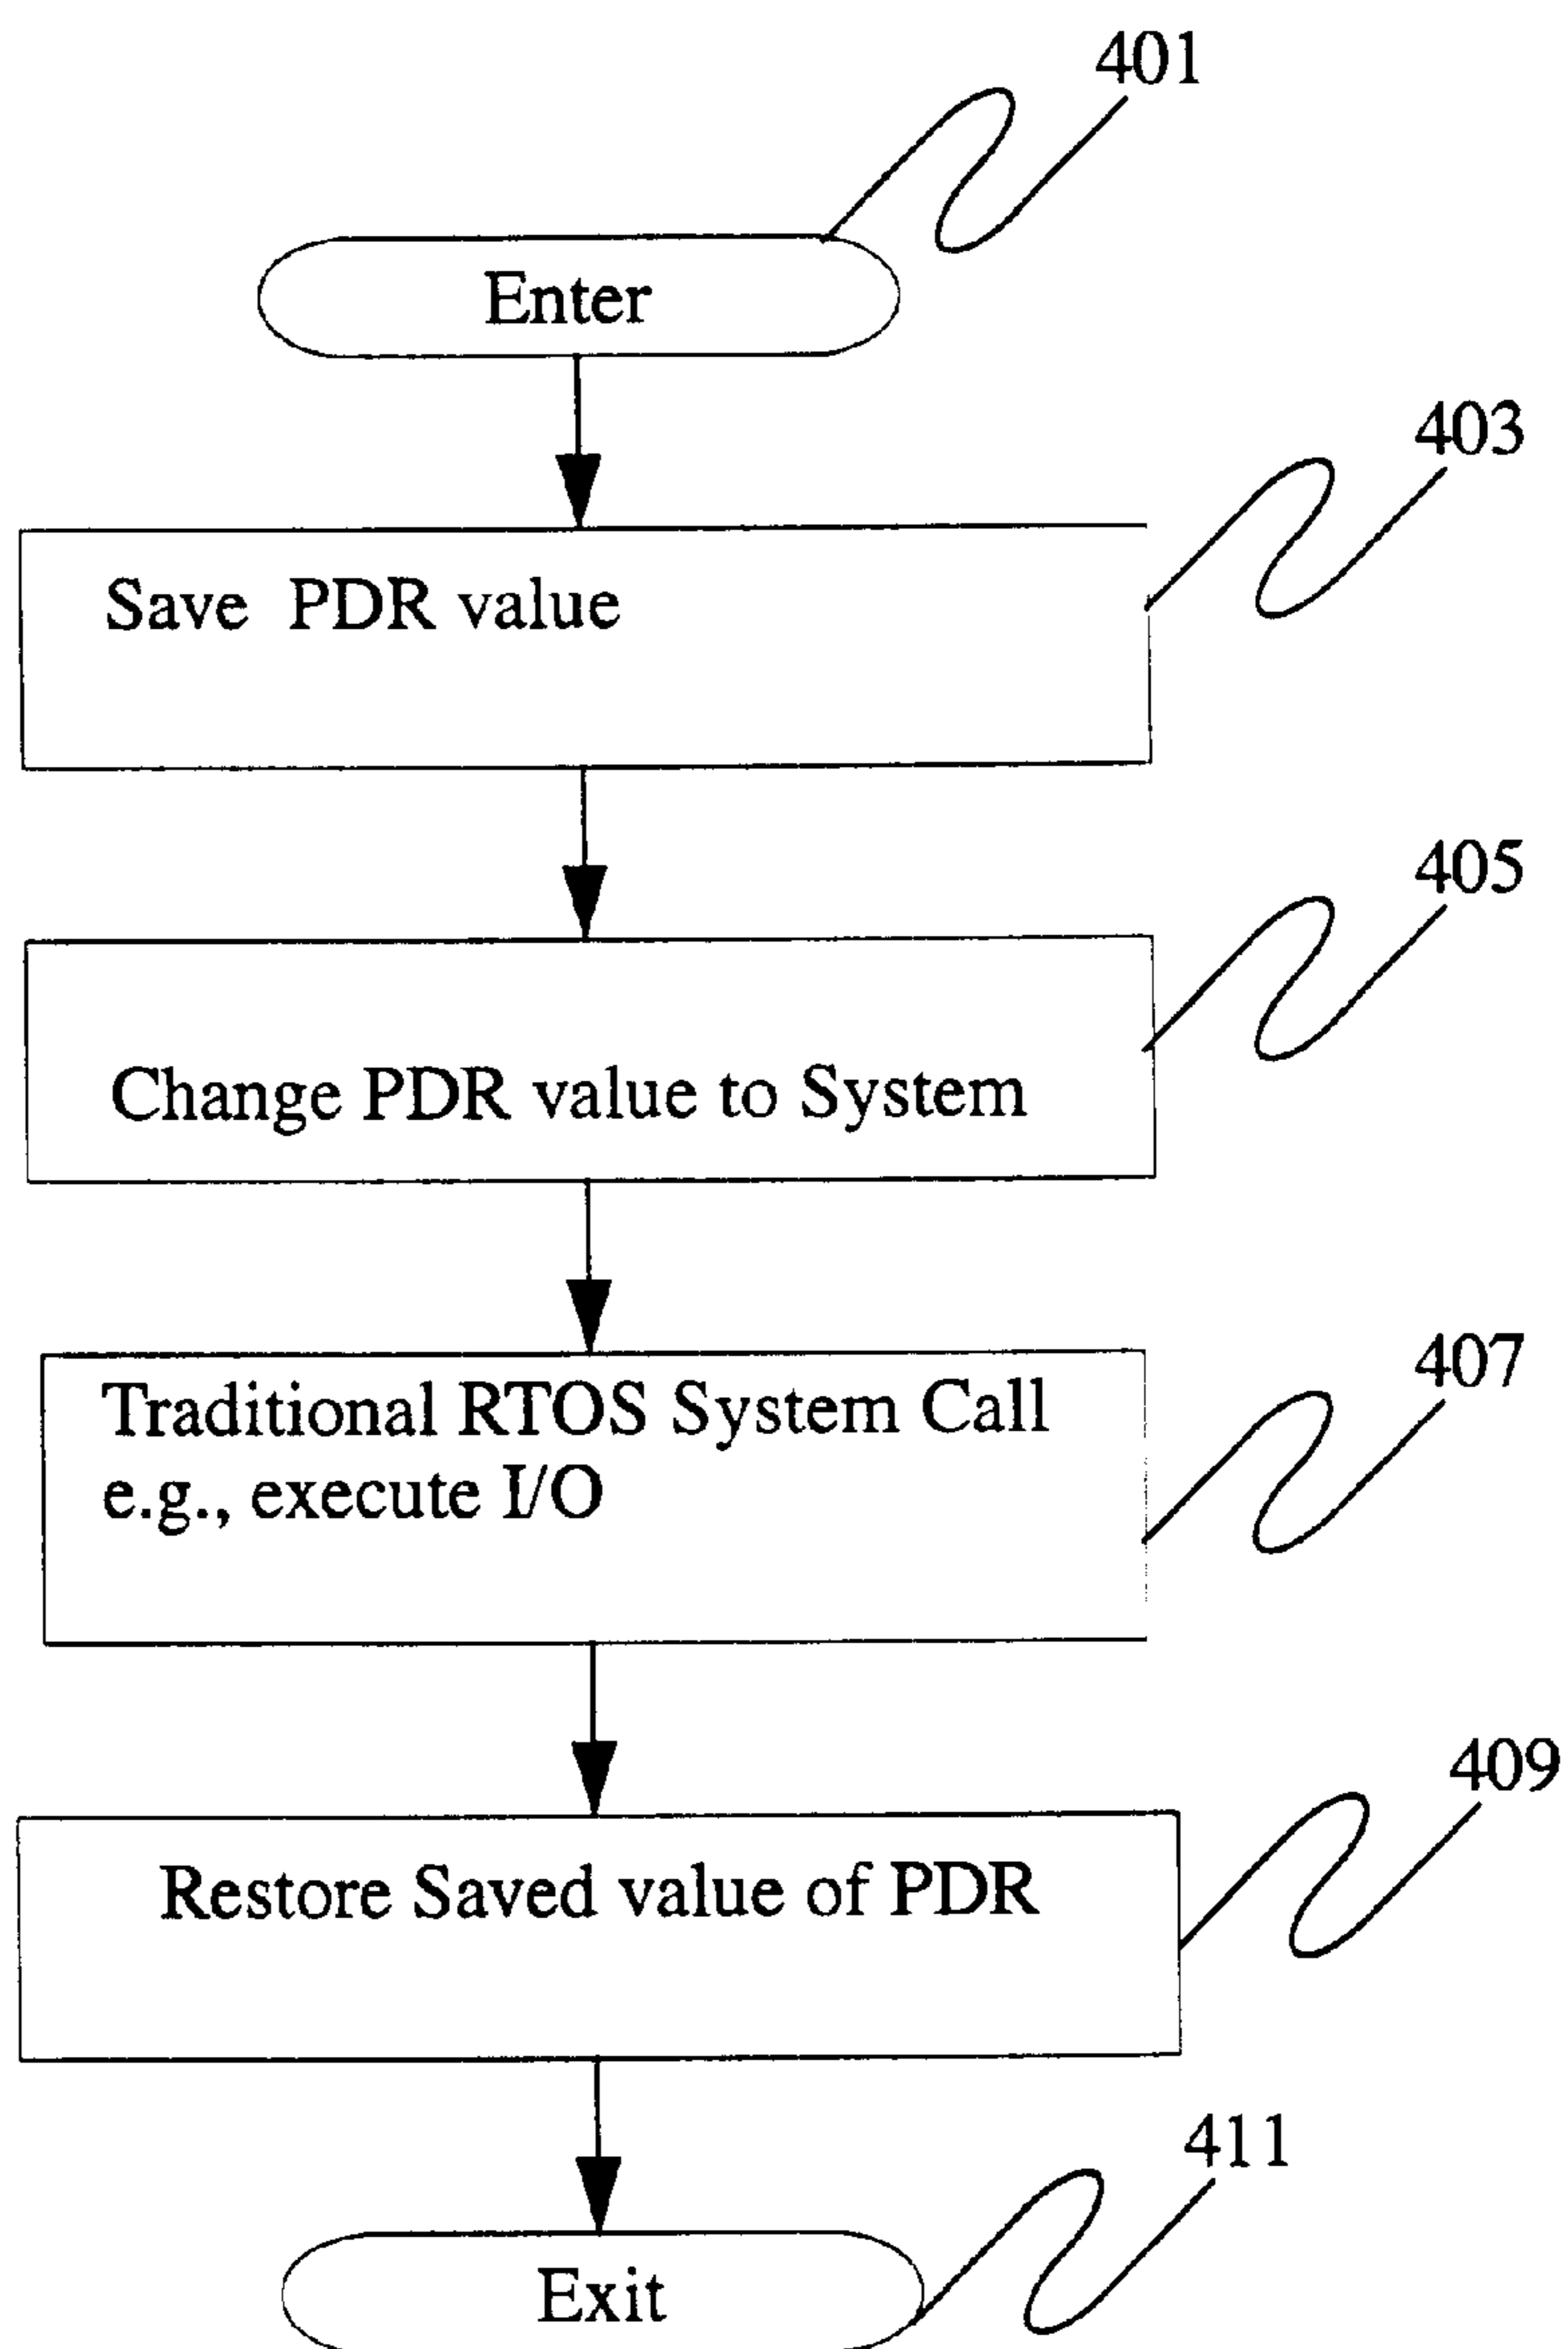 401
Enter
403
Save PDR value
405
Change PDR value to System
407
Traditional RTOS System Call
e.g., execute I/O
409
Restore Saved value of PDR
411
Exit